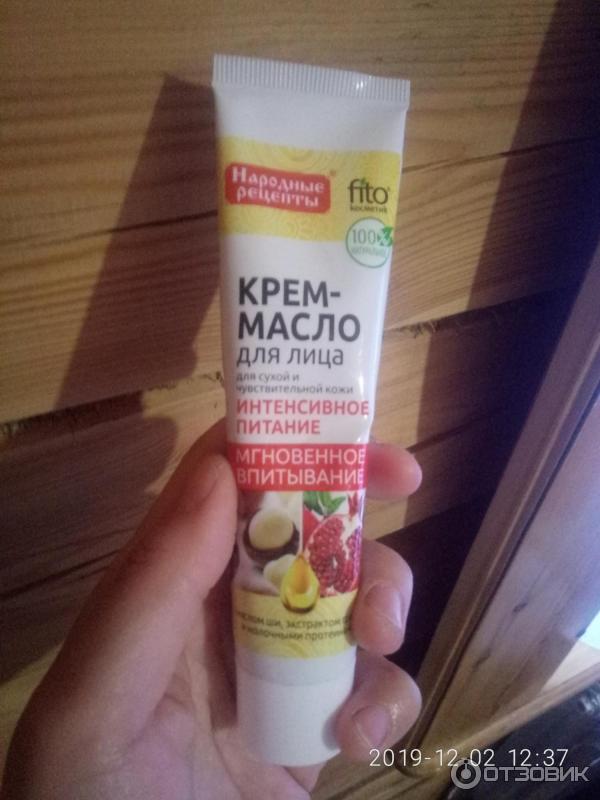 Народные рецепты®
fito®
косметик
100%
НАТУРАЛЬНО
КРЕМ-
МАСЛО
для лица
для сухой и
чувствительной кожи
ИНТЕНСИВНОЕ
ПИТАНИЕ
МГНОВЕННОЕ
ВПИТЫВАНИЕ
маслом ши, экстрактом
и молочными
2019-12-02 12:37
ОТЗОВИК